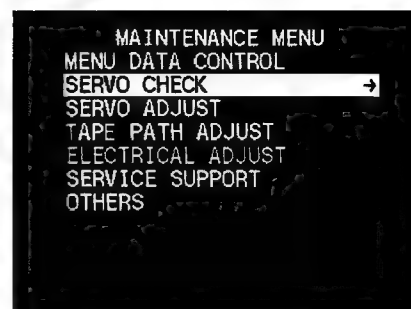 MAINTENANCE MENU
MENU DATA CONTROL
SERVO CHECK →
SERVO ADJUST
TAPE PATH ADJUST
ELECTRICAL ADJUST
SERVICE SUPPORT
OTHERS